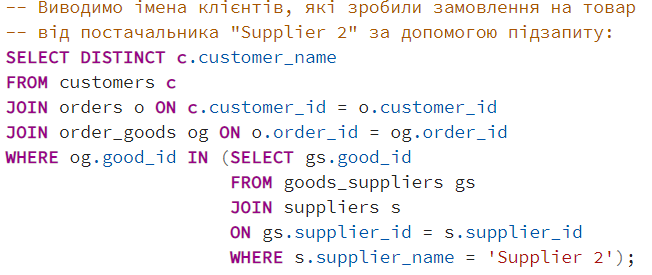 -- Виводимо імена клієнтів, які зробили замовлення на товар
-- від постачальника "Supplier 2" за допомогою підзапиту:
SELECT DISTINCT c.customer_name
FROM customers c
JOIN orders o ON c.customer_id = o.customer_id
JOIN order_goods og ON o.order_id = og.order_id
WHERE og.good_id IN (SELECT gs.good_id
FROM goods_suppliers gs
JOIN suppliers s
ON gs.supplier_id = s.supplier_id
WHERE s.supplier_name = 'Supplier 2');